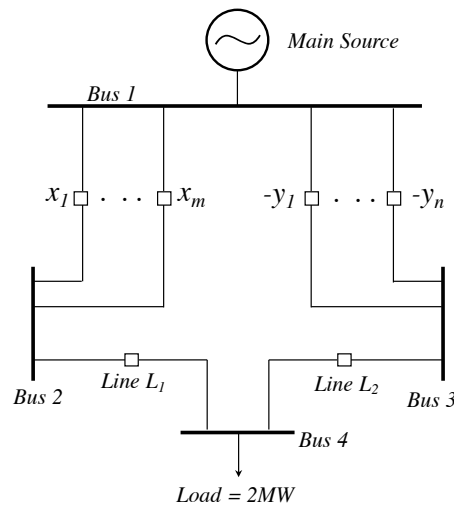 Main Source
Bus 1
x1 . . . xm -y1 . . . -yn
Line L1 Line L2
Bus 2 Bus 3
Bus 4
Load = 2MW